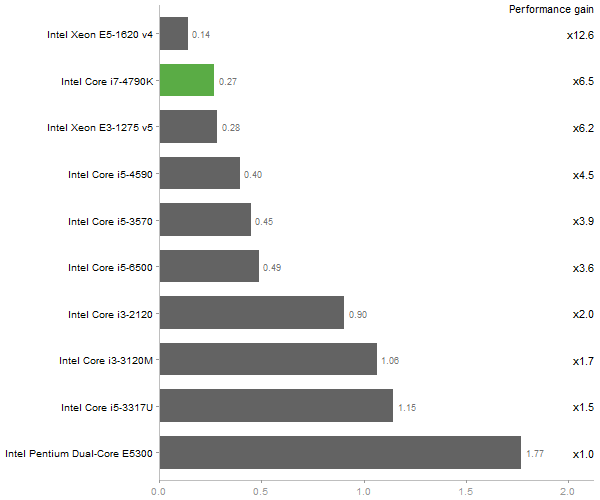 Performance gain
Intel Xeon E5-1620 v4 0.14 x12.6
Intel Core i7-4790K 0.27 x6.5
Intel Xeon E3-1275 v5 0.28 x6.2
Intel Core i5-4590 0.40 x4.5
Intel Core i5-3570 0.45 x3.9
Intel Core i5-6500 0.49 x3.6
Intel Core i3-2120 0.90 x2.0
Intel Core i3-3120M 1.06 x1.7
Intel Core i5-3317U 1.15 x1.5
Intel Pentium Dual-Core E5300 1.77 x1.0
0.0 0.5 1.0 1.5 2.0